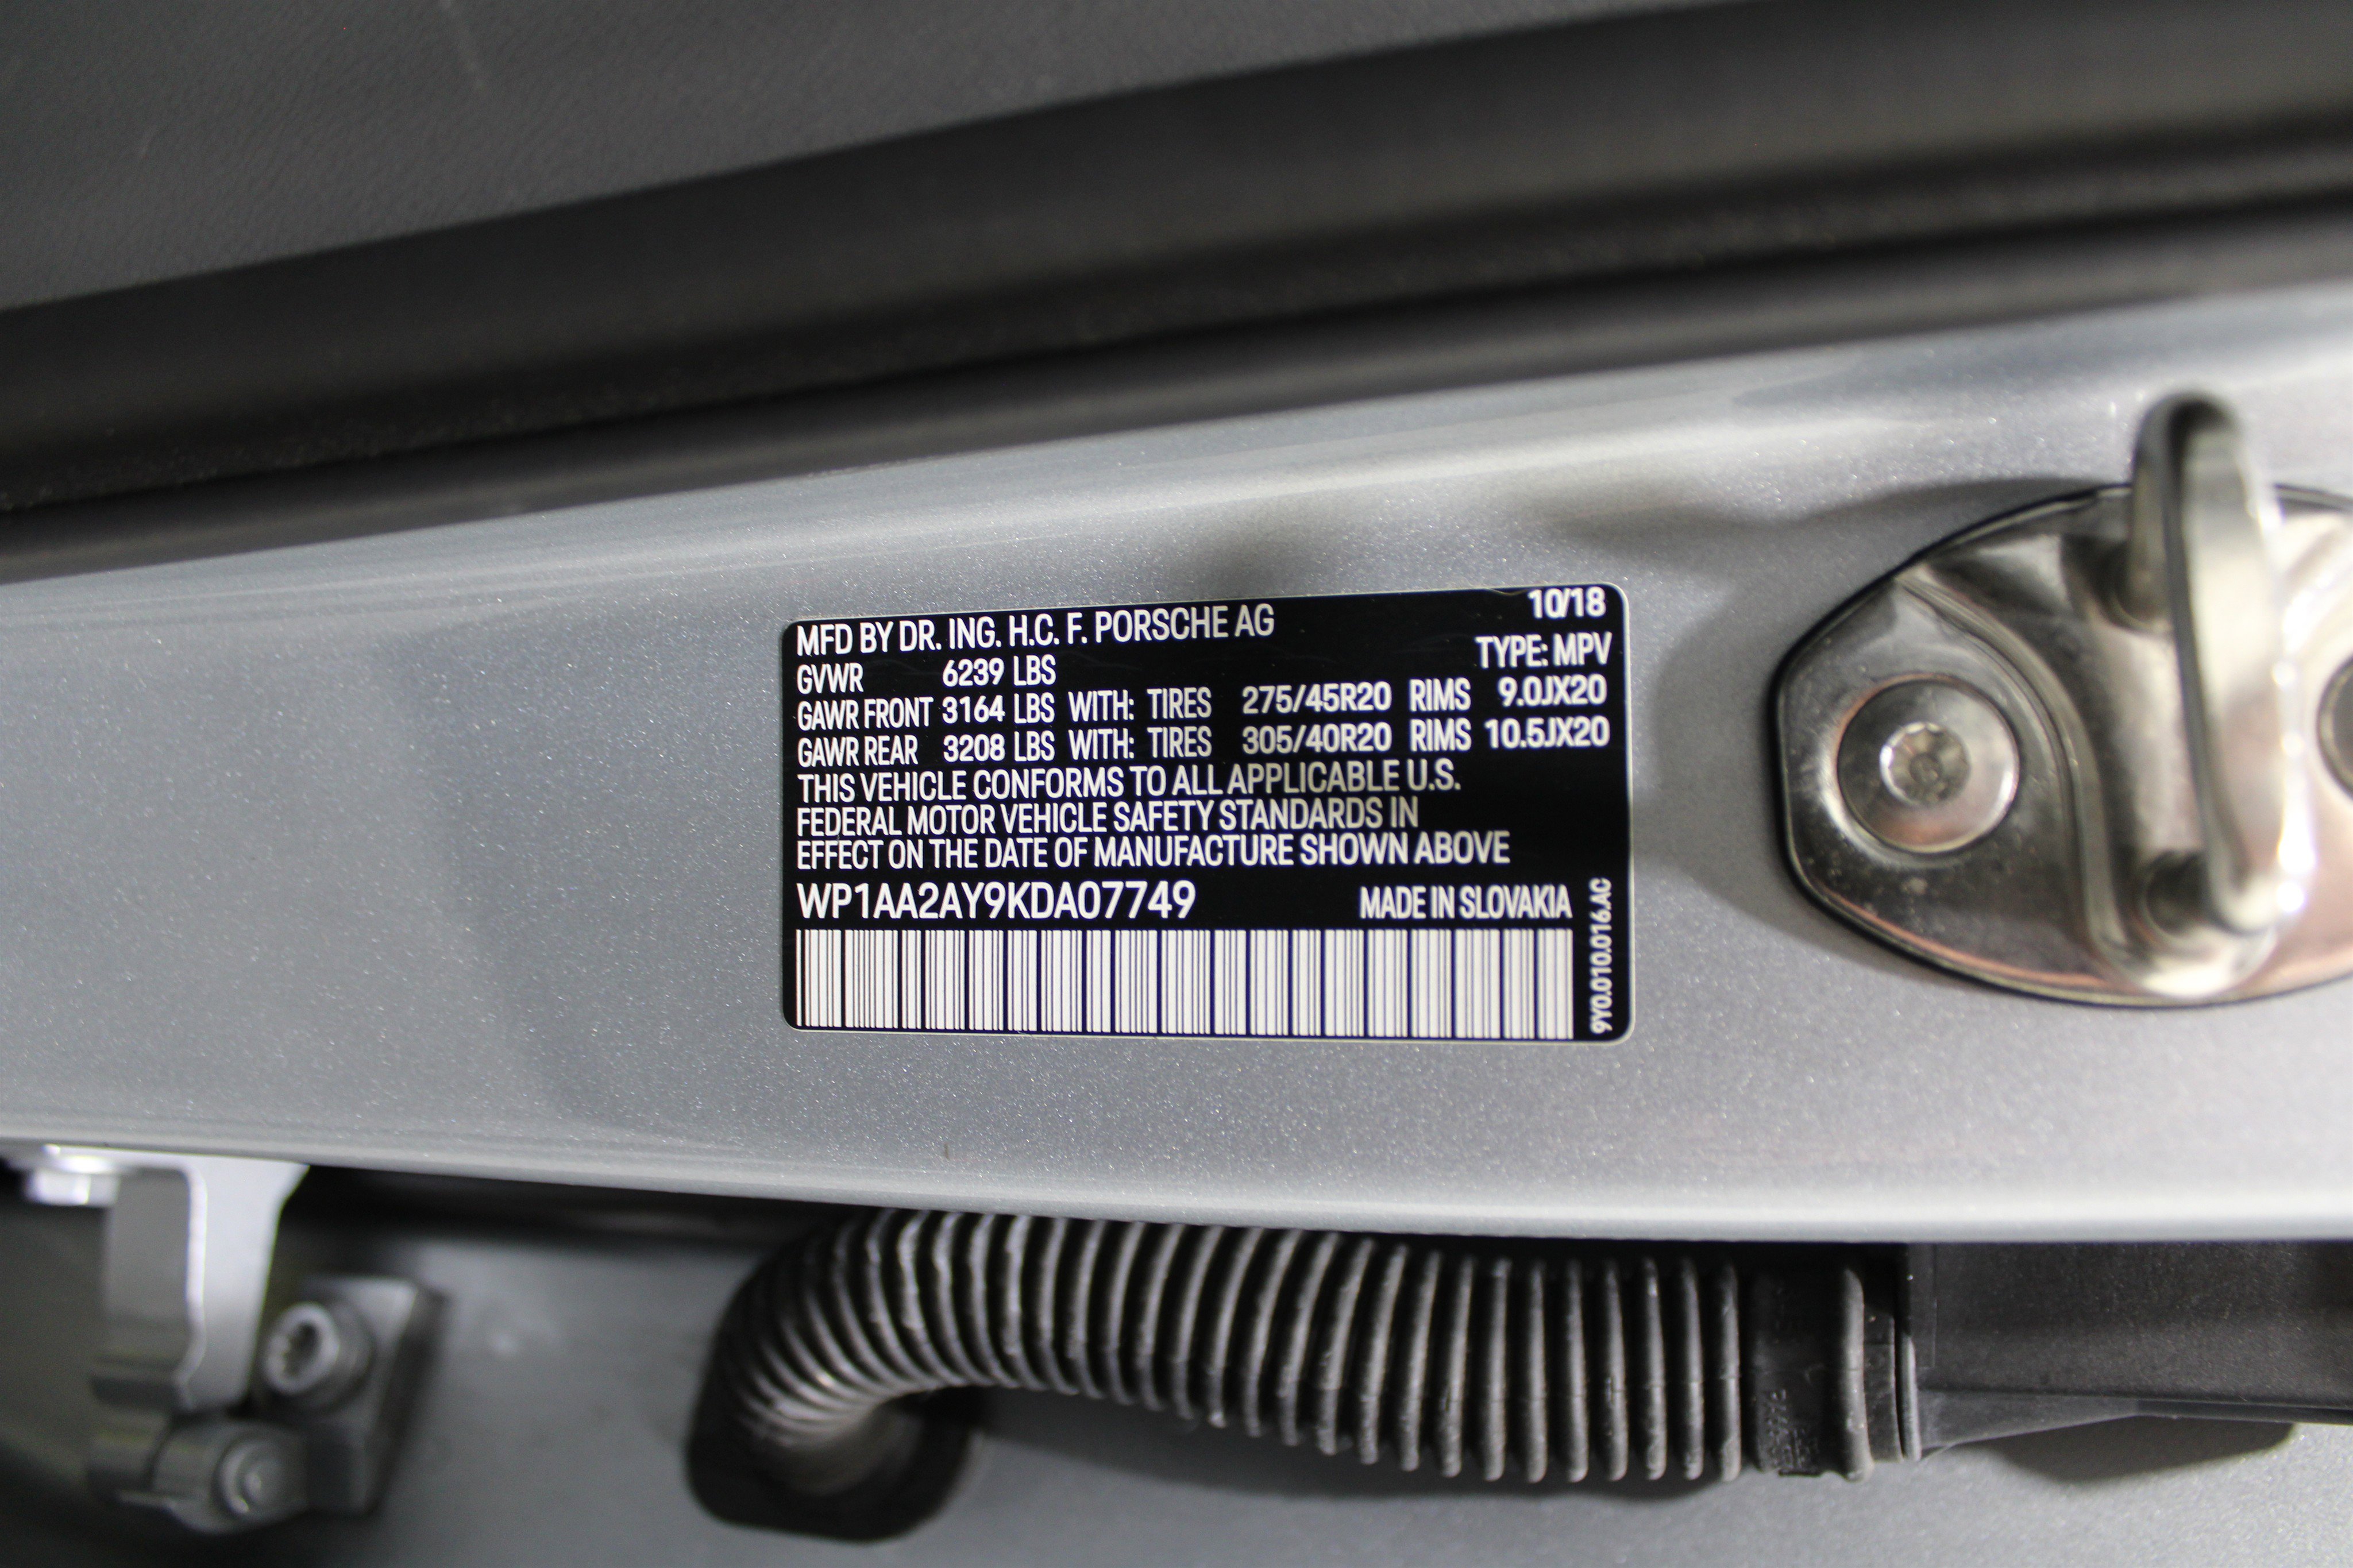 MFD BY DR. ING. H.C. F. PORSCHE AG 10/18
TYPE: MPV
GVWR 6239 LBS
GAWR FRONT 3164 LBS WITH: TIRES 275/45R20 RIMS 9.0JX20
GAWR REAR 3208 LBS WITH: TIRES 305/40R20 RIMS 10.5JX20
THIS VEHICLE CONFORMS TO ALL APPLICABLE U.S.
FEDERAL MOTOR VEHICLE SAFETY STANDARDS IN
EFFECT ON THE DATE OF MANUFACTURE SHOWN ABOVE
WP1AA2AY9KDA07749 MADE IN SLOVAKIA
9Y0.010.016.AC